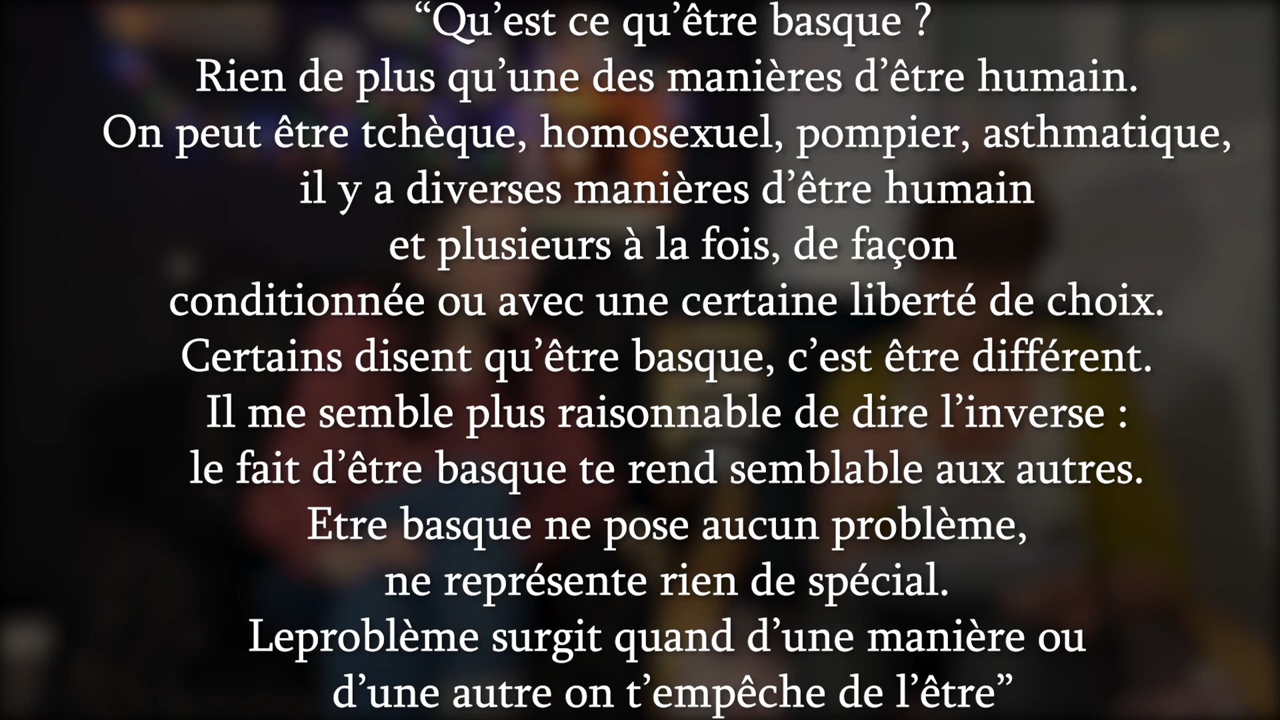 “Qu’est ce qu’être basque ?
Rien de plus qu’une des manières d’être humain.
On peut être tchèque, homosexuel, pompier, asthmatique,
il y a diverses manières d’être humain
et plusieurs à la fois, de façon
conditionnée ou avec une certaine liberté de choix.
Certains disent qu’être basque, c’est être différent.
Il me semble plus raisonnable de dire l’inverse :
le fait d’être basque te rend semblable aux autres.
Etre basque ne pose aucun problème,
ne représente rien de spécial.
Leproblème surgit quand d’une manière ou
d’une autre on t’empêche de l’être”